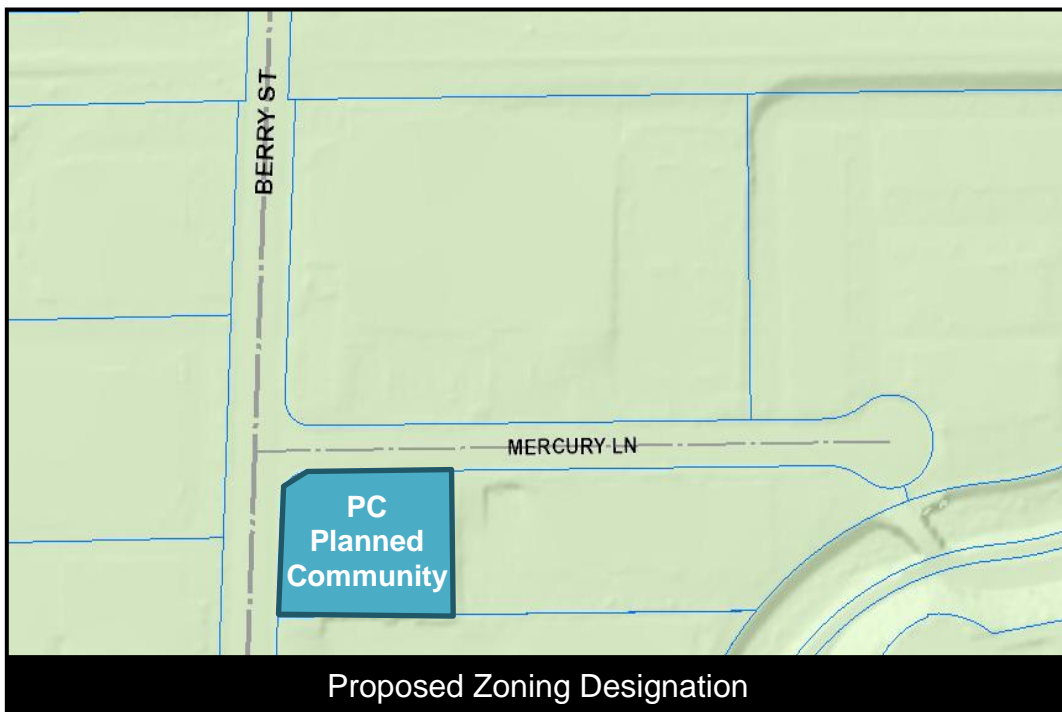 BERRY ST
MERCURY LN
PC
Planned
Community
Proposed Zoning Designation